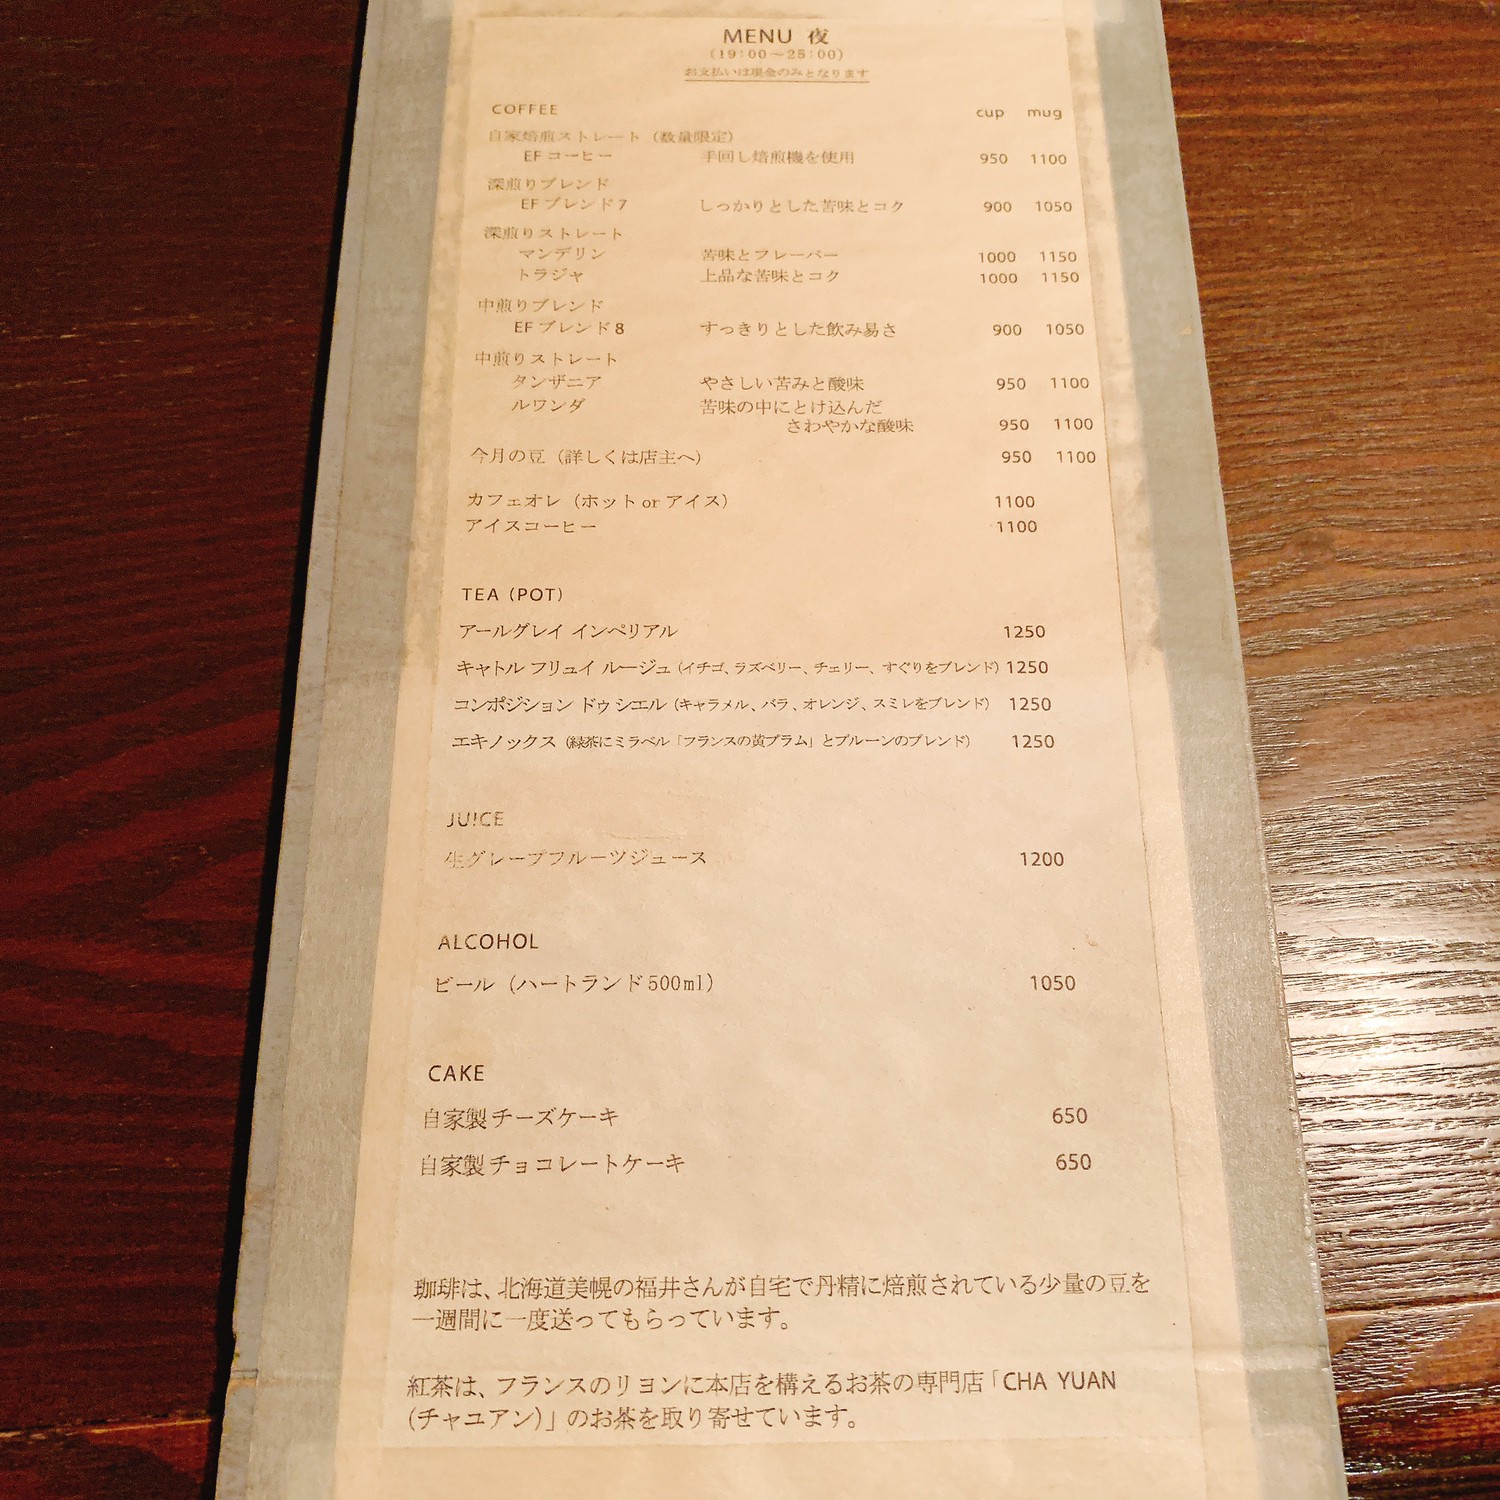 MENU 夜
(19:00～25:00)
お支払いは現金のみとなります
COFFEE cup mug
自家焙煎ストレート（数量限定）
EF コーヒー 手回し焙煎機を使用 950 1100
深煎りブレンド
EF ブレンド7 しっかりとした苦味とコク 900 1050
深煎りストレート
マンデリン 苦味とフレーバー 1000 1150
トラジャ 上品な苦味とコク 1000 1150
中煎りブレンド
EF ブレンド8 すっきりとした飲み易さ 900 1050
中煎りストレート
タンザニア やさしい苦みと酸味 950 1100
ルワンダ 苦味の中にとけ込んだ
さわやかな酸味 950 1100
今月の豆（詳しくは店主へ） 950 1100
カフェオレ（ホット or アイス） 1100
アイスコーヒー 1100
TEA (POT)
アールグレイ インペリアル 1250
キャトル フリュイ ルージュ（イチゴ、ラズベリー、チェリー、すぐりをブレンド） 1250
コンポジション ドゥ シエル（キャラメル、バラ、オレンジ、スミレをブレンド） 1250
エキノックス（緑茶にミラベル「フランスの黄プラム」とプルーンのブレンド） 1250
JUICE
生グレープフルーツジュース 1200
ALCOHOL
ビール（ハートランド500ml） 1050
CAKE
自家製チーズケーキ 650
自家製チョコレートケーキ 650
珈琲は、北海道美幌の福井さんが自宅で丹精に焙煎されている少量の豆を
一週間に一度送ってもらっています。
紅茶は、フランスのリヨンに本店を構えるお茶の専門店「CHA YUAN
(チャユアン)」のお茶を取り寄せています。